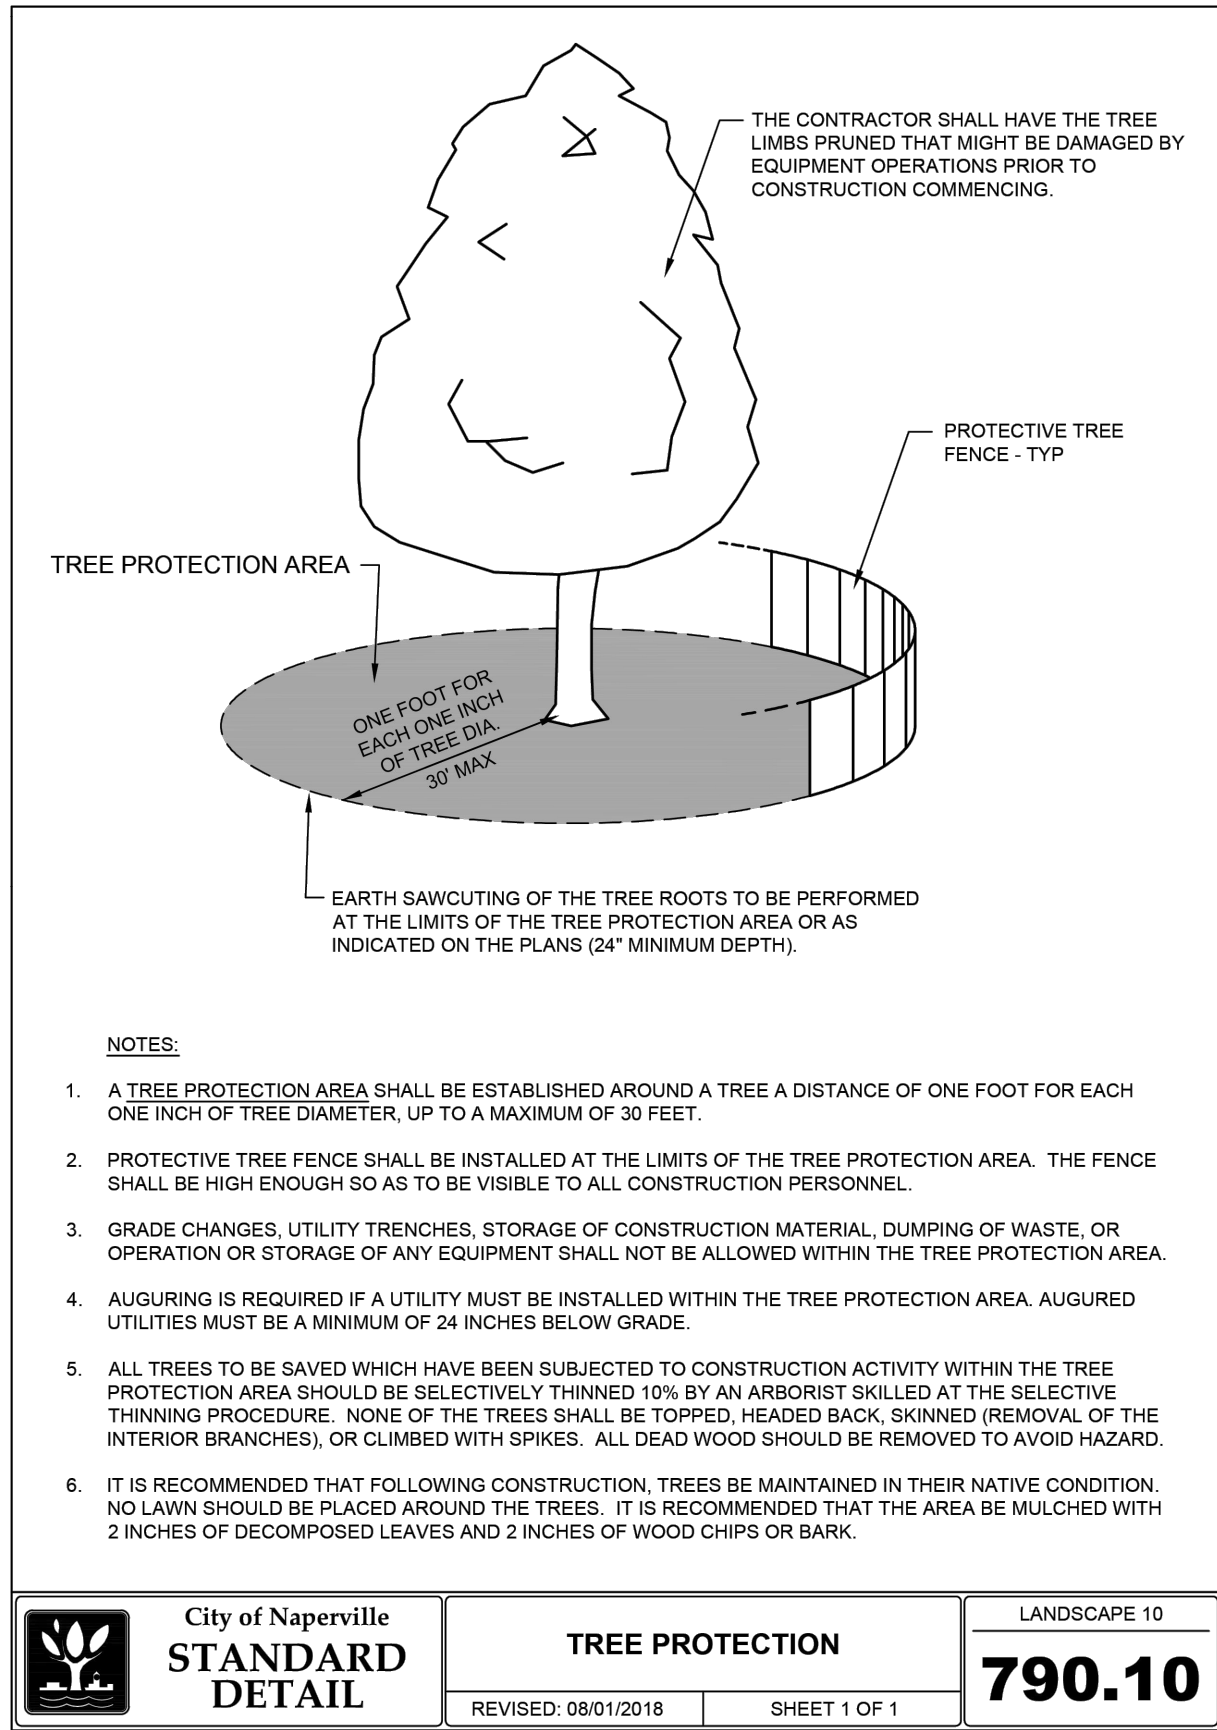 THE CONTRACTOR SHALL HAVE THE TREE
LIMBS PRUNED THAT MIGHT BE DAMAGED BY
EQUIPMENT OPERATIONS PRIOR TO
CONSTRUCTION COMMENCING.
PROTECTIVE TREE
FENCE - TYP
TREE PROTECTION AREA
ONE FOOT FOR
EACH ONE INCH
OF TREE DIA.
30' MAX
EARTH SAWCUTING OF THE TREE ROOTS TO BE PERFORMED
AT THE LIMITS OF THE TREE PROTECTION AREA OR AS
INDICATED ON THE PLANS (24" MINIMUM DEPTH).
NOTES:
1. A TREE PROTECTION AREA SHALL BE ESTABLISHED AROUND A TREE A DISTANCE OF ONE FOOT FOR EACH
ONE INCH OF TREE DIAMETER, UP TO A MAXIMUM OF 30 FEET.
2. PROTECTIVE TREE FENCE SHALL BE INSTALLED AT THE LIMITS OF THE TREE PROTECTION AREA. THE FENCE
SHALL BE HIGH ENOUGH SO AS TO BE VISIBLE TO ALL CONSTRUCTION PERSONNEL.
3. GRADE CHANGES, UTILITY TRENCHES, STORAGE OF CONSTRUCTION MATERIAL, DUMPING OF WASTE, OR
OPERATION OR STORAGE OF ANY EQUIPMENT SHALL NOT BE ALLOWED WITHIN THE TREE PROTECTION AREA.
4. AUGURING IS REQUIRED IF A UTILITY MUST BE INSTALLED WITHIN THE TREE PROTECTION AREA. AUGURED
UTILITIES MUST BE A MINIMUM OF 24 INCHES BELOW GRADE.
5. ALL TREES TO BE SAVED WHICH HAVE BEEN SUBJECTED TO CONSTRUCTION ACTIVITY WITHIN THE TREE
PROTECTION AREA SHOULD BE SELECTIVELY THINNED 10% BY AN ARBORIST SKILLED AT THE SELECTIVE
THINNING PROCEDURE. NONE OF THE TREES SHALL BE TOPPED, HEADED BACK, SKINNED (REMOVAL OF THE
INTERIOR BRANCHES), OR CLIMBED WITH SPIKES. ALL DEAD WOOD SHOULD BE REMOVED TO AVOID HAZARD.
6. IT IS RECOMMENDED THAT FOLLOWING CONSTRUCTION, TREES BE MAINTAINED IN THEIR NATIVE CONDITION.
NO LAWN SHOULD BE PLACED AROUND THE TREES. IT IS RECOMMENDED THAT THE AREA BE MULCHED WITH
2 INCHES OF DECOMPOSED LEAVES AND 2 INCHES OF WOOD CHIPS OR BARK.
City of Naperville
STANDARD
DETAIL
TREE PROTECTION
REVISED: 08/01/2018
SHEET 1 OF 1
LANDSCAPE 10
790.10